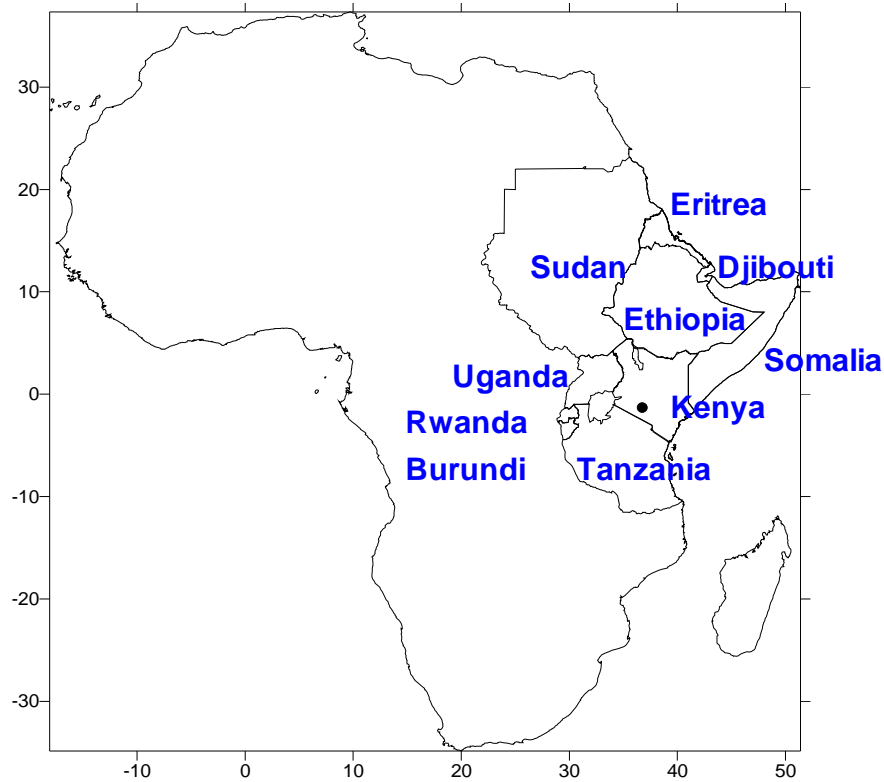 30
20
Eritrea
Sudan Djibouti
10
Ethiopia
Somalia
Uganda
0
Kenya
Rwanda
Burundi Tanzania
-10
-20
-30
-10 0 10 20 30 40 50